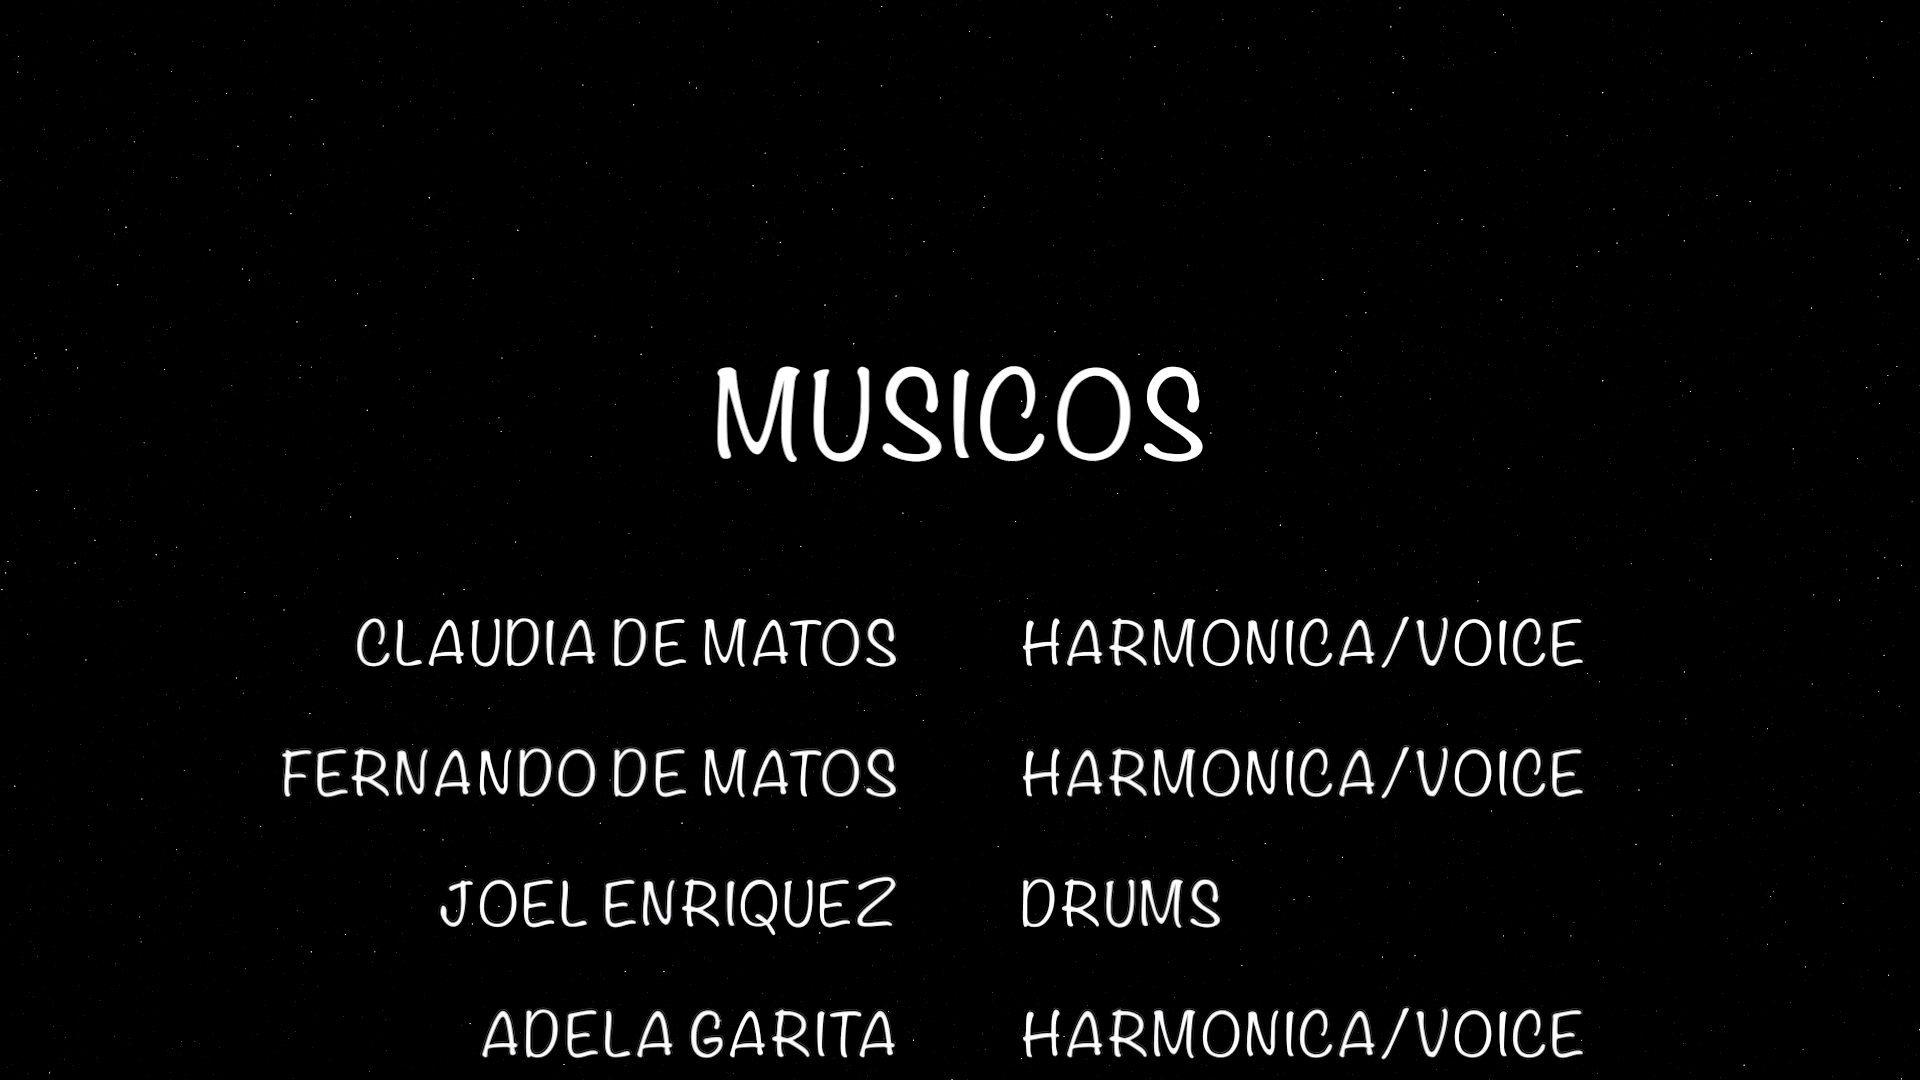 MUSICOS
CLAUDIA DE MATOS HARMONICA/VOICE
FERNANDO DE MATOS HARMONICA/VOICE
JOEL ENRIQUEZ DRUMS
ADELA GARITA HARMONICA/VOICE